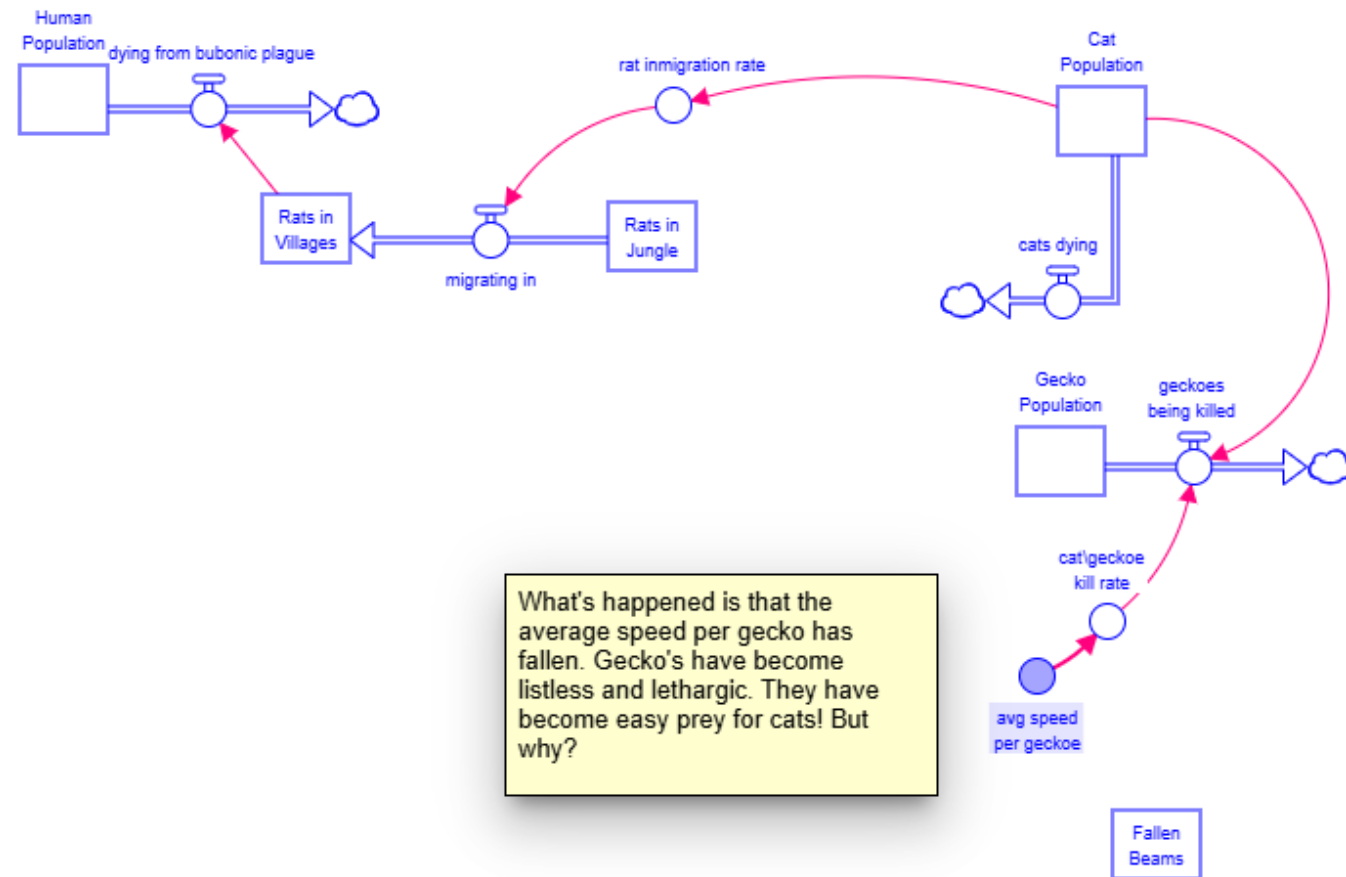 Human
Population
dying from bubonic plague
rat inmigration rate
Cat
Population
Rats in
Villages
migrating in
Rats in
Jungle
cats dying
Gecko
Population
geckoes
being killed
cat\geckoe
kill rate
What's happened is that the
average speed per gecko has
fallen. Gecko's have become
listless and lethargic. They have
become easy prey for cats! But
why?
avg speed
per geckoe
Fallen
Beams